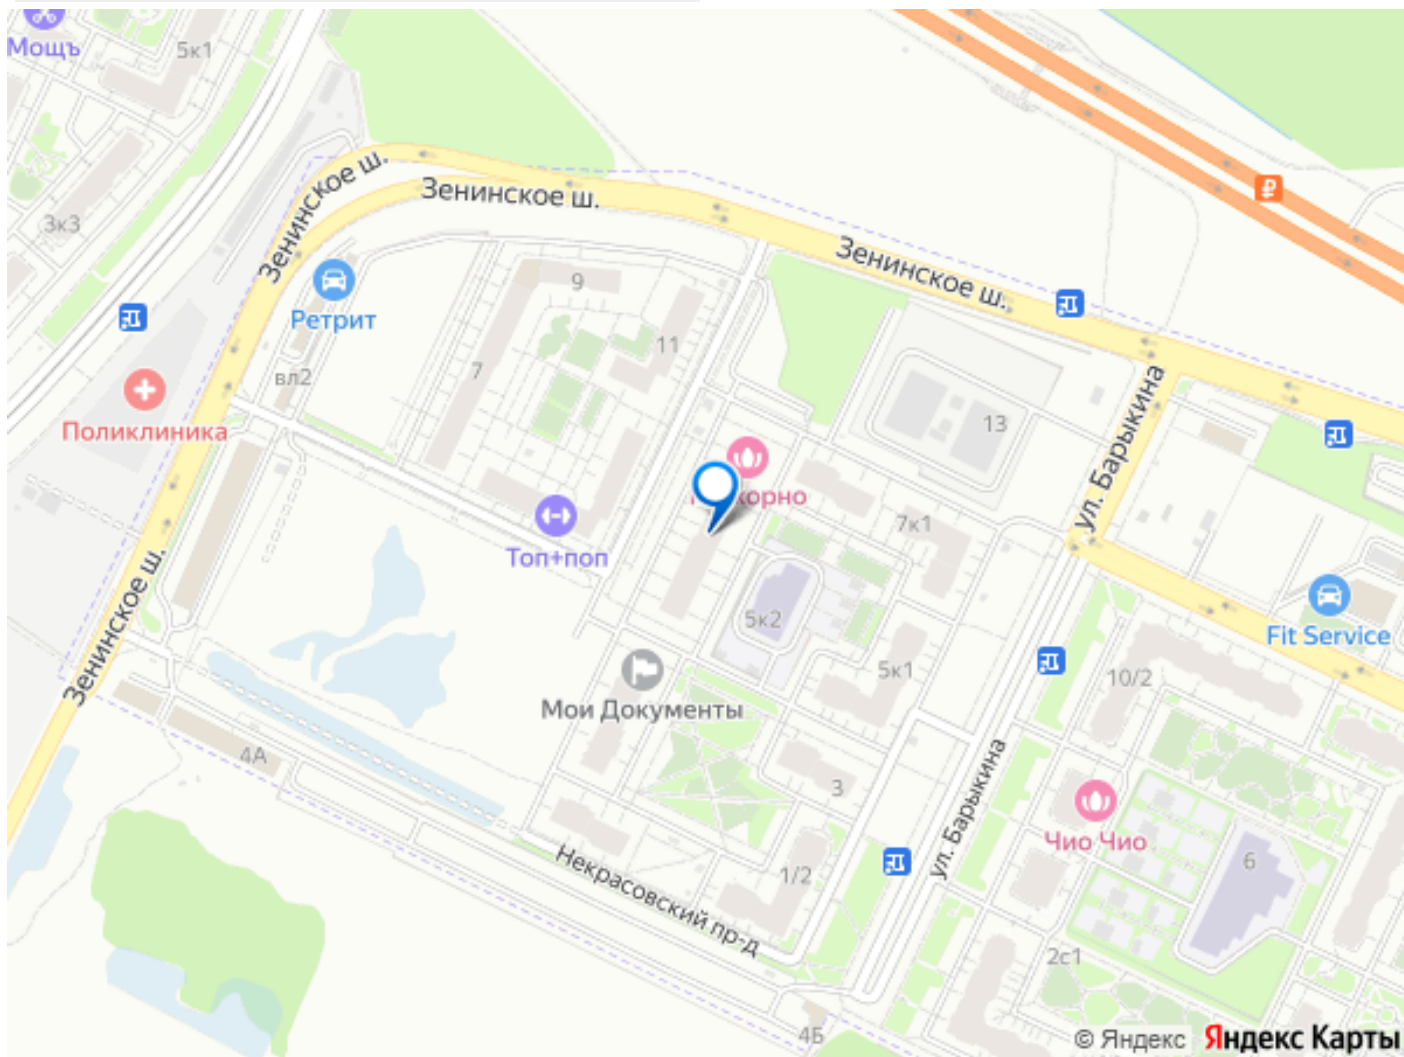 Мощъ
5к1
3к3
Зенинское ш.
Зенинское ш.
Зенинское ш.
Ретрит
9
11
7
вл2
Поликлиника
13
ул. Барыкина
7к1
Топ+поп
5к2
Fit Service
Зенинское ш.
5к1
10/2
Мои Документы
4А
3
ул. Барыкина
Чио Чио
6
1/2
Некрасовский пр-д
2с1
4Б
© Яндекс
Яндекс Карты